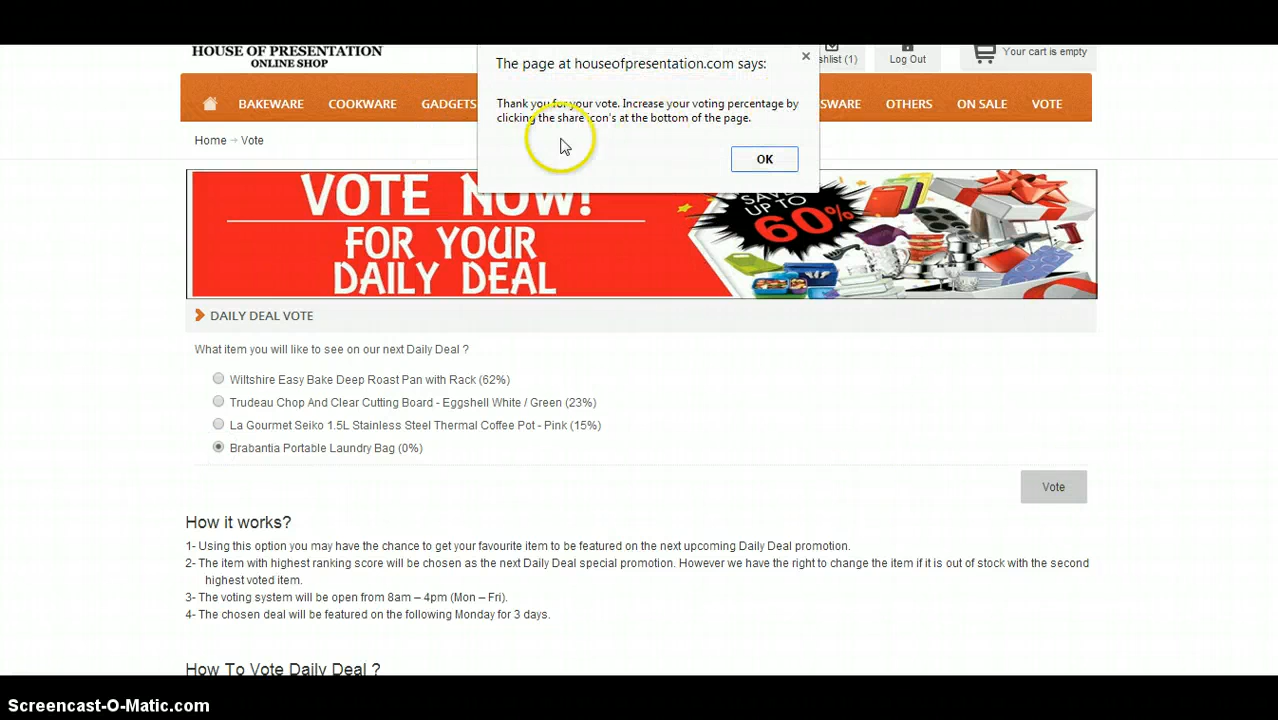 HOUSE OF PRESENTATION
ONLINE SHOP
The page at houseofpresentation.com says:
Thank you for your vote. Increase your voting percentage by
clicking the share icon's at the bottom of the page.
OK
shlist (1)
Log Out
Your cart is empty
BAKEWARE
COOKWARE
GADGETS
SWARE
OTHERS
ON SALE
VOTE
Home → Vote
VOTE NOW!
FOR YOUR
DAILY DEAL
SAVE
UP TO
60%
DAILY DEAL VOTE
What item you will like to see on our next Daily Deal ?
Wiltshire Easy Bake Deep Roast Pan with Rack (62%)
Trudeau Chop And Clear Cutting Board - Eggshell White / Green (23%)
La Gourmet Seiko 1.5L Stainless Steel Thermal Coffee Pot - Pink (15%)
Brabantia Portable Laundry Bag (0%)
Vote
How it works?
1- Using this option you may have the chance to get your favourite item to be featured on the next upcoming Daily Deal promotion.
2- The item with highest ranking score will be chosen as the next Daily Deal special promotion. However we have the right to change the item if it is out of stock with the second
highest voted item.
3- The voting system will be open from 8am – 4pm (Mon – Fri).
4- The chosen deal will be featured on the following Monday for 3 days.
How To Vote Daily Deal ?
Screencast-O-Matic.com